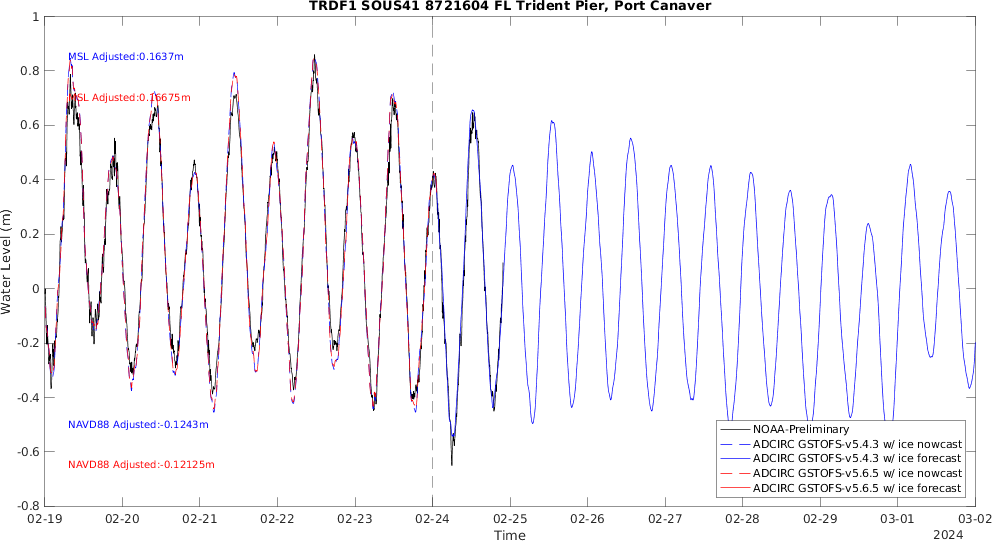 TRDF1 SOUS41 8721604 FL Trident Pier, Port Canaver
1
0.8
0.6
0.4
0.2
0
-0.2
-0.4
-0.6
-0.8
Water Level (m)
MSL Adjusted:0.1637m
MSL Adjusted:0.16675m
NAVD88 Adjusted:-0.1243m
NAVD88 Adjusted:-0.12125m
NOAA-Preliminary
ADCIRC GSTOFS-v5.4.3 w/ ice nowcast
ADCIRC GSTOFS-v5.4.3 w/ ice forecast
ADCIRC GSTOFS-v5.6.5 w/ ice nowcast
ADCIRC GSTOFS-v5.6.5 w/ ice forecast
02-19 02-20 02-21 02-22 02-23 02-24 02-25 02-26 02-27 02-28 02-29 03-01 03-02
Time
2024